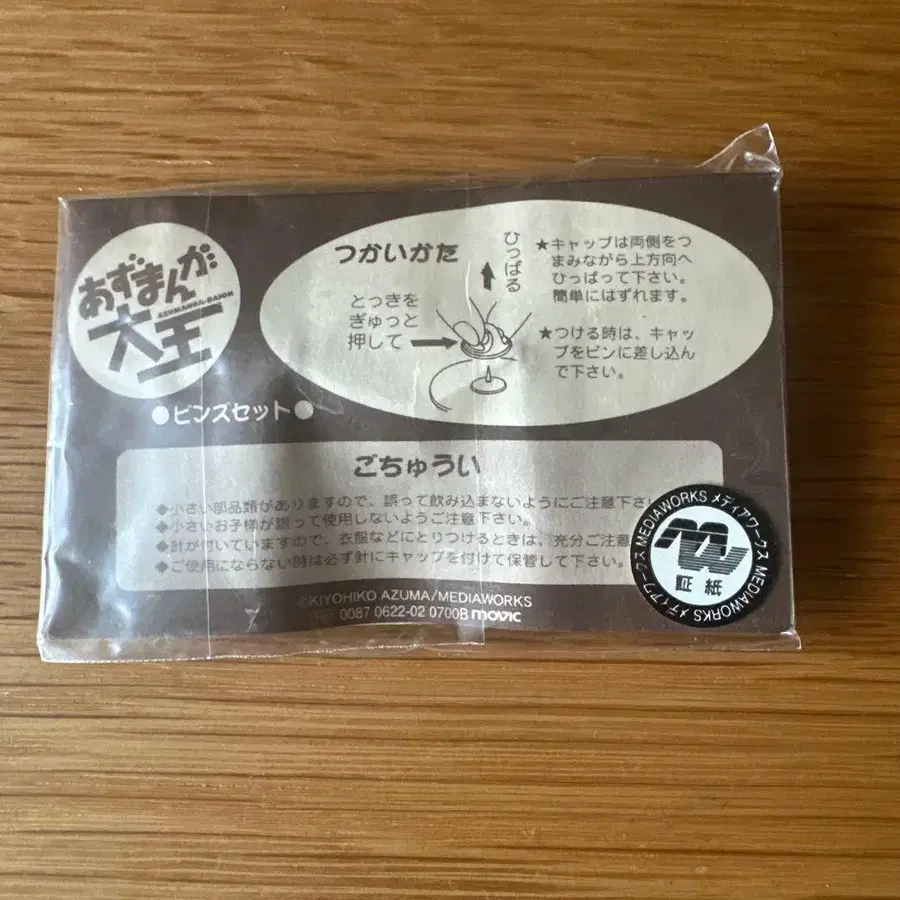 あずまんが
AZUMANGA-DAIOH
大王
●ピンズセット●
つかいかた
ひっぱる
とっきを
ぎゅっと
押して
★キャップは両側をつ
まみながら上方向へ
ひっぱって下さい。
簡単にはずれます。
★つける時は、キャッ
プをピンに差し込ん
で下さい。
ごちゅうい
◆小さい部品類がありますので、誤って飲み込まないようにご注意下さい
◆小さいお子様が誤って使用しないようご注意下さい。
◆針が付いていますので、衣服などにとりつけるときは、充分ご注意
◆ご使用にならない時は必ず針にキャップを付けて保管して下さい。
©KIYOHIKO AZUMA/MEDIAWORKS
0087 0622-02 0700B movic
MEDIAWORKS メディアワークス MEDIAWORKS メディアワークス
MW
証紙